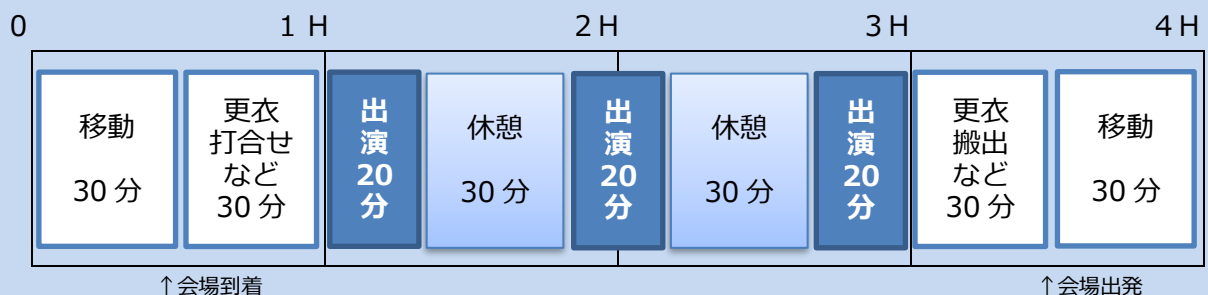 0 1 H 2 H 3 H 4 H
移動
30 分
更衣
打合せ
など
30 分
出
演
20
分
休憩
30 分
出
演
20
分
休憩
30 分
出
演
20
分
更衣
搬出
など
30 分
移動
30 分
↑会場到着
↑会場出発